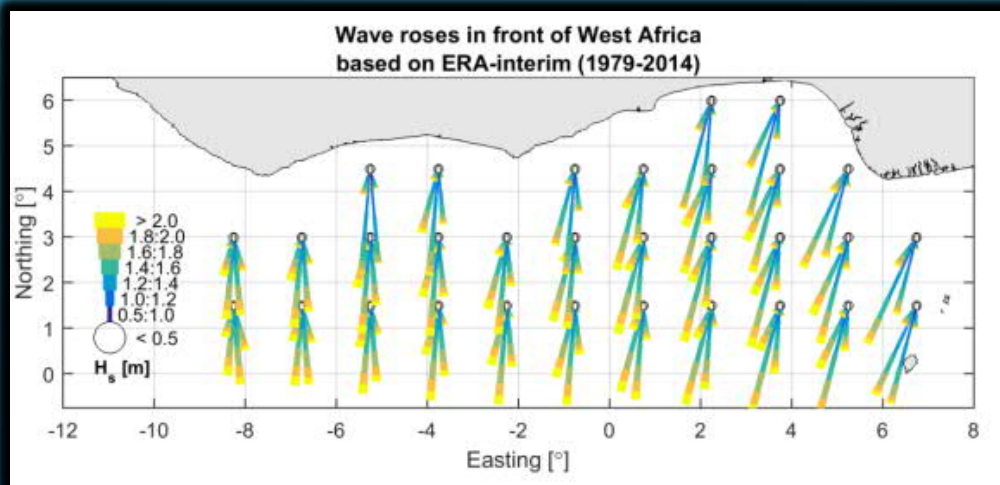 Wave roses in front of West Africa
based on ERA-interim (1979-2014)
6
5
4
3
2
1
0
Northing [°]
> 2.0
1.8:2.0
1.6:1.8
1.4:1.6
1.2:1.4
1.0:1.2
0.5:1.0
< 0.5
Hs [m]
-12 -10 -8 -6 -4 -2 0 2 4 6 8
Easting [°]